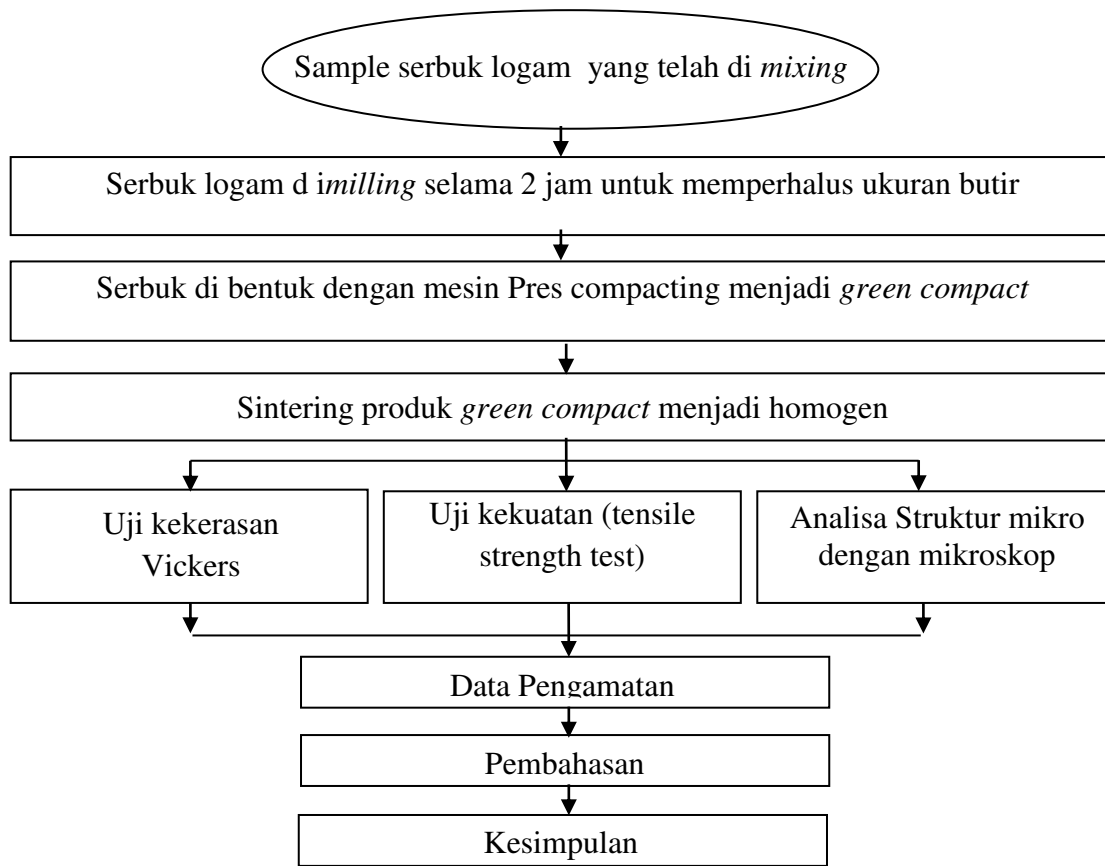 Sample serbuk logam yang telah di mixing
Serbuk logam d imilling selama 2 jam untuk memperhalus ukuran butir
Serbuk di bentuk dengan mesin Pres compacting menjadi green compact
Sintering produk green compact menjadi homogen
Uji kekerasan
Vickers
Uji kekuatan (tensile
strength test)
Analisa Struktur mikro
dengan mikroskop
Data Pengamatan
Pembahasan
Kesimpulan